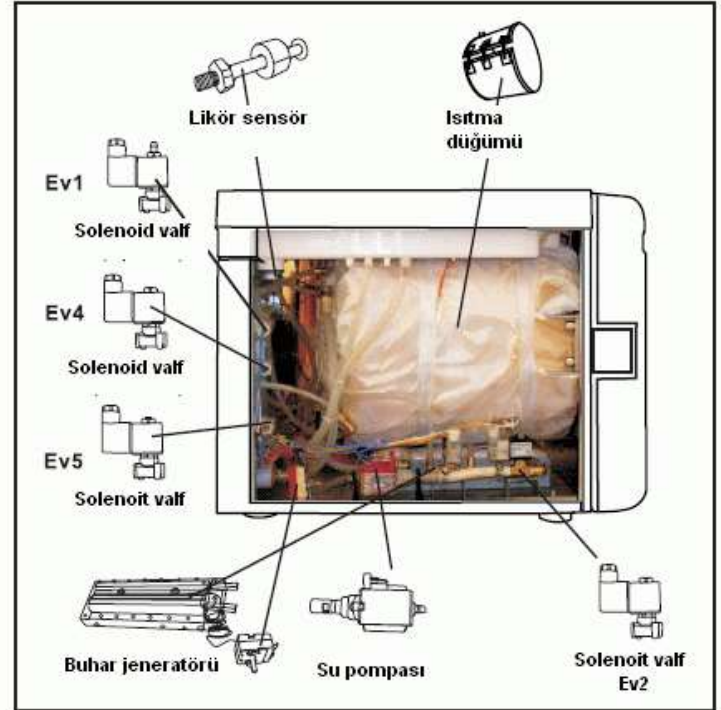 Likör sensör
Isıtma
düğümü
Ev1
Solenoid valf
Ev4
Solenoid valf
Ev5
Solenoit valf
Buhar jeneratörü
Su pompası
Solenoit valf
Ev2